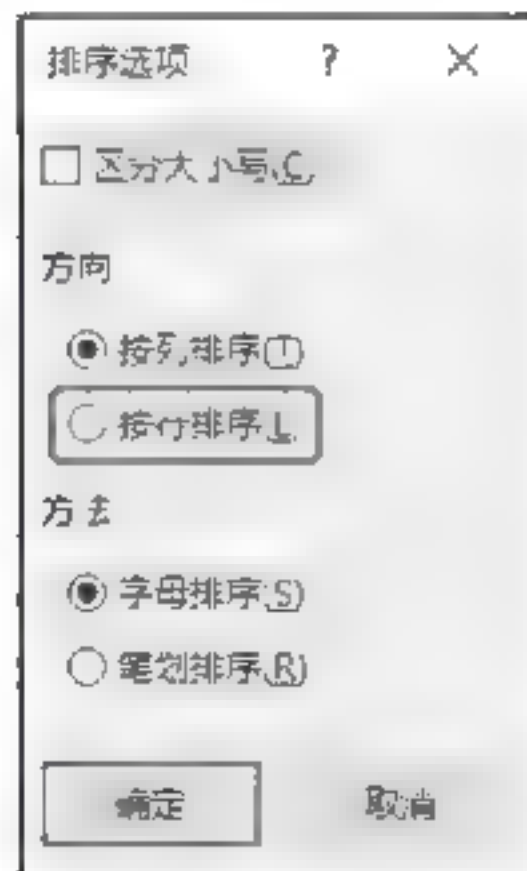 排序选项 ? ×
区分大小写(C)
方向
按列排序(T)
按行排序(L)
方法
字母排序(S)
笔划排序(R)
确定 取消